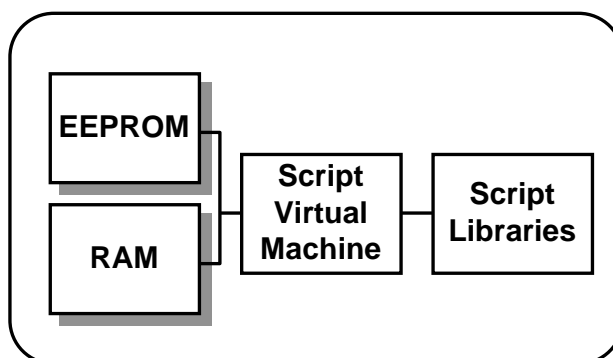 EEPROM
RAM
Script
Virtual
Machine
Script
Libraries